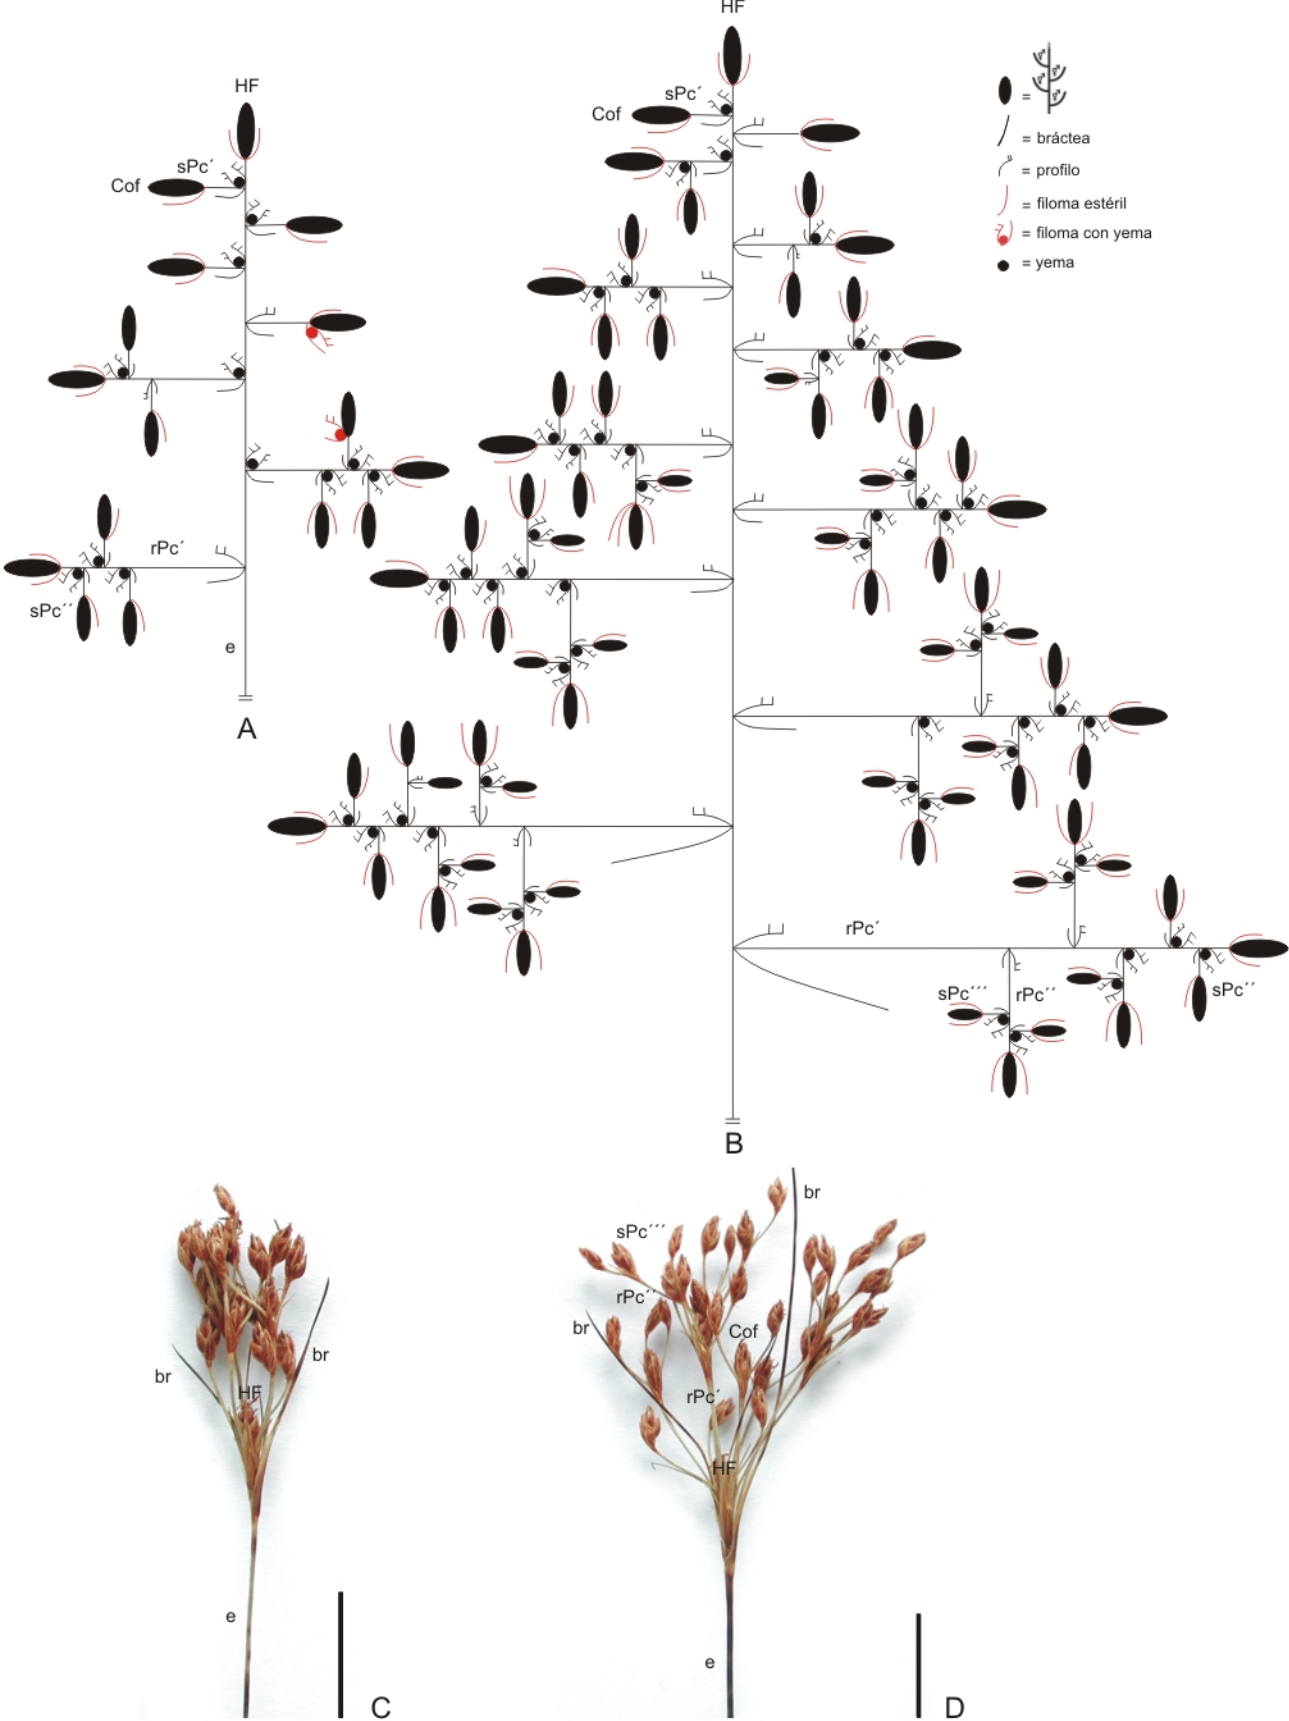 HF
sPc´
Cof
rPc´
sPc´´
e
A
HF
sPc´
Cof
rPc´
sPc´´´
rPc´´
sPc´´
B
=
= bráctea
= profilo
= filoma estéril
= filoma con yema
= yema
br
br
HF
e
C
br
sPc´´´
rPc´´
br
Cof
rPc´
HF
e
D